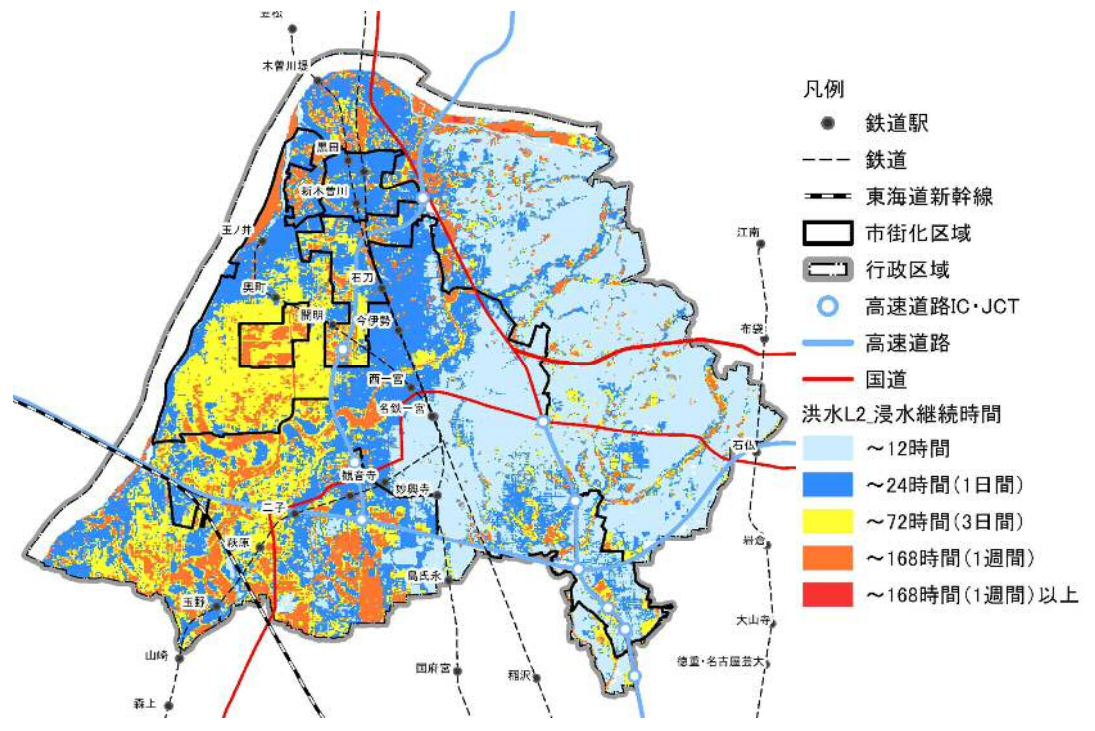 笠松
木曽川堤
黒田
新木曽川
玉ノ井
石刀
奥町
開明
今伊勢
西一宮
名鉄一宮
観音寺
妙興寺
二子
萩原
島氏永
玉野
山崎
森上
国府宮
稲沢
江南
布袋
石仏
岩倉
大山寺
徳重・名古屋芸大
凡例
鉄道駅
鉄道
東海道新幹線
市街化区域
行政区域
高速道路IC・JCT
高速道路
国道
洪水L2_浸水継続時間
～12時間
～24時間(1日間)
～72時間(3日間)
～168時間(1週間)
～168時間(1週間)以上